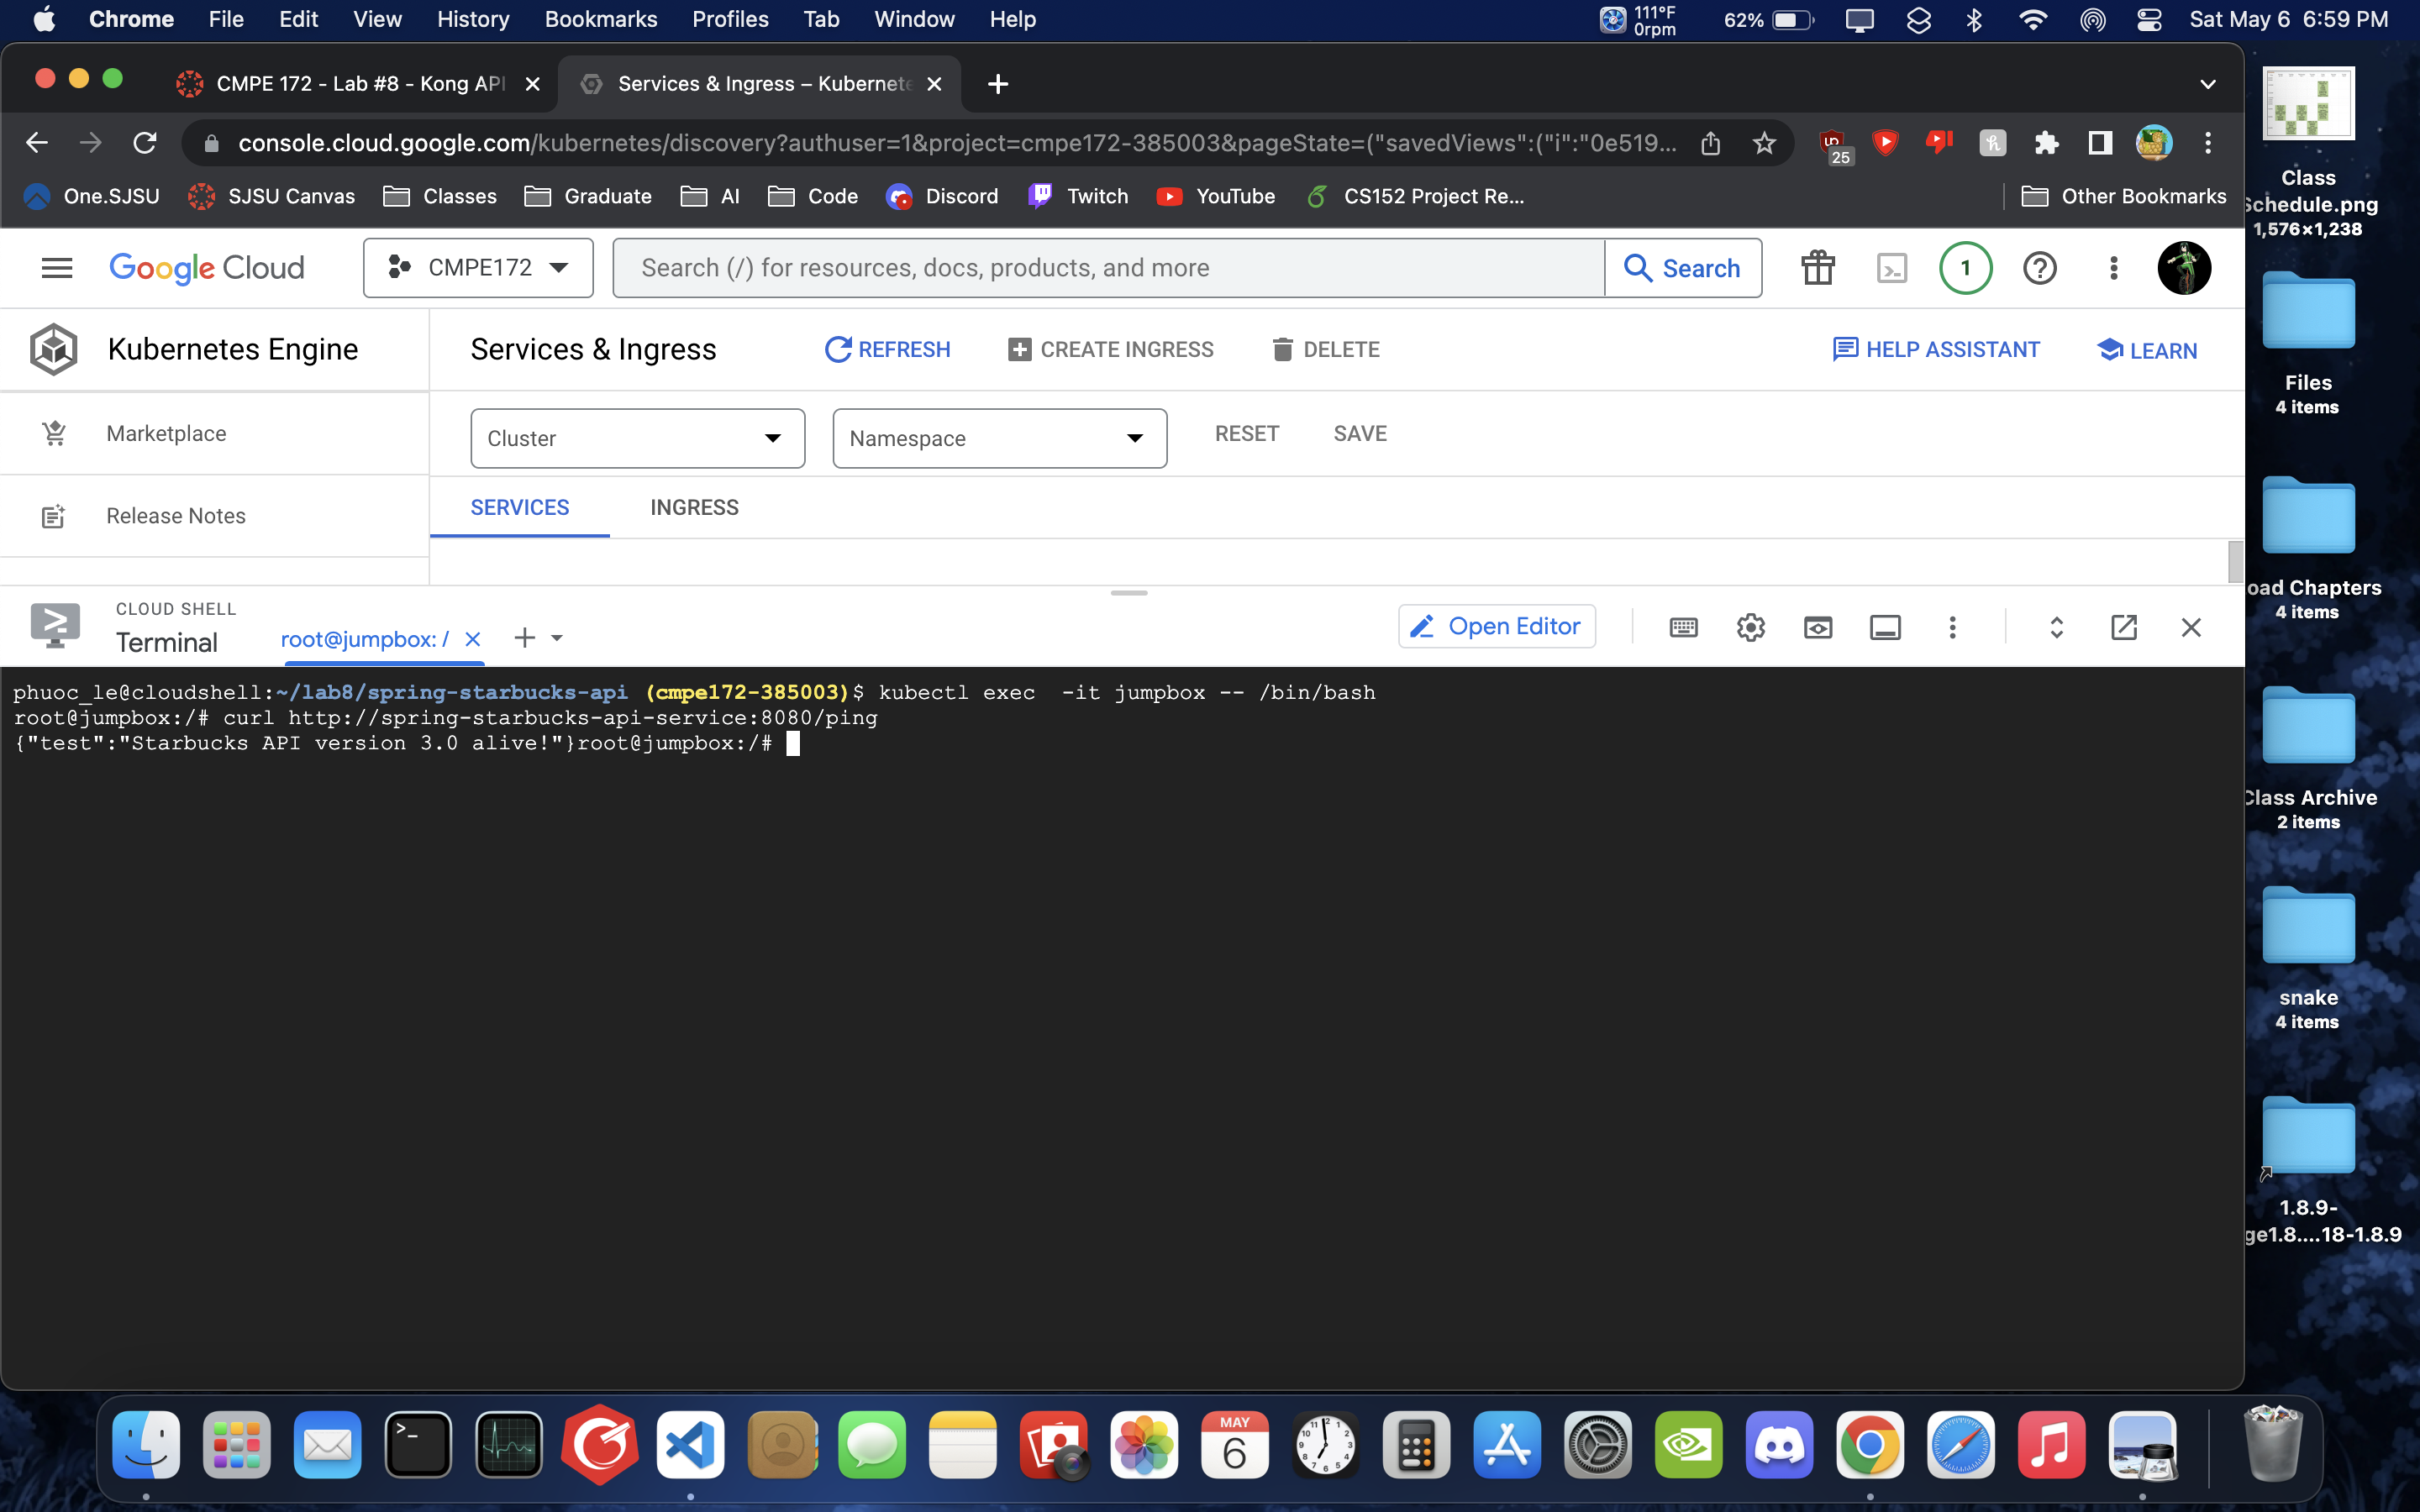 Chrome File Edit View History Bookmarks Profiles Tab Window Help 111°F 0rpm 62% Sat May 6 6:59 PM
CMPE 172 - Lab #8 - Kong API Services & Ingress – Kubernete
console.cloud.google.com/kubernetes/discovery?authuser=1&project=cmpe172-385003&pageState=("savedViews":("i":"0e519... 25
One.SJSU SJSU Canvas Classes Graduate AI Code Discord Twitch YouTube CS152 Project Re... Other Bookmarks
Google Cloud CMPE172 Search (/) for resources, docs, products, and more Search 1
Kubernetes Engine Services & Ingress REFRESH CREATE INGRESS DELETE HELP ASSISTANT LEARN
Marketplace
Release Notes
Cluster Namespace RESET SAVE
SERVICES INGRESS
CLOUD SHELL
Terminal root@jumpbox: / Open Editor
phuoc_le@cloudshell:~/lab8/spring-starbucks-api (cmpe172-385003)$ kubectl exec  -it jumpbox -- /bin/bash
root@jumpbox:/# curl http://spring-starbucks-api-service:8080/ping
{"test":"Starbucks API version 3.0 alive!"}root@jumpbox:/#
Class
Schedule.png
1,576×1,238
Files
4 items
oad Chapters
4 items
Class Archive
2 items
snake
4 items
1.8.9-
ge1.8....18-1.8.9
MAY
6